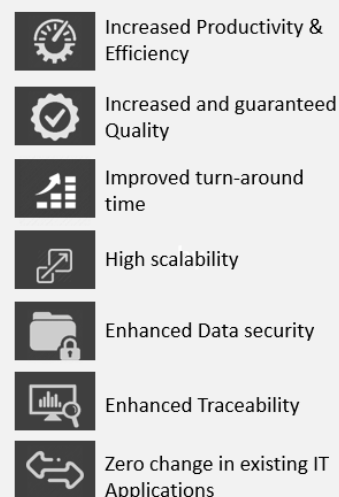 Increased Productivity &
Efficiency
Increased and guaranteed
Quality
Improved turn-around
time
High scalability
Enhanced Data security
Enhanced Traceability
Zero change in existing IT
Applications